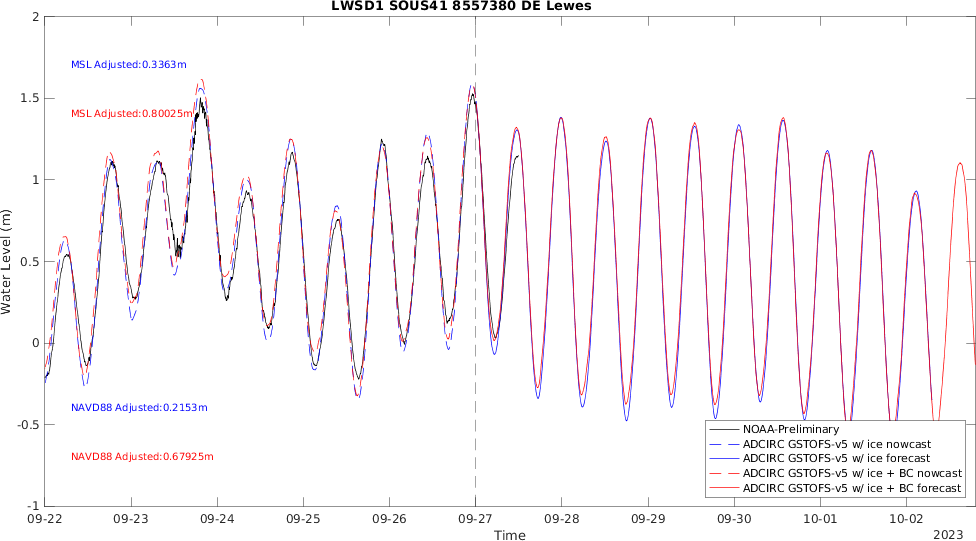 LWSD1 SOUS41 8557380 DE Lewes
2
1.5
1
0.5
0
-0.5
-1
Water Level (m)
MSL Adjusted:0.3363m
MSL Adjusted:0.80025m
NAVD88 Adjusted:0.2153m
NAVD88 Adjusted:0.67925m
NOAA-Preliminary
ADCIRC GSTOFS-v5 w/ ice nowcast
ADCIRC GSTOFS-v5 w/ ice forecast
ADCIRC GSTOFS-v5 w/ ice + BC nowcast
ADCIRC GSTOFS-v5 w/ ice + BC forecast
09-22 09-23 09-24 09-25 09-26 09-27 09-28 09-29 09-30 10-01 10-02
Time
2023